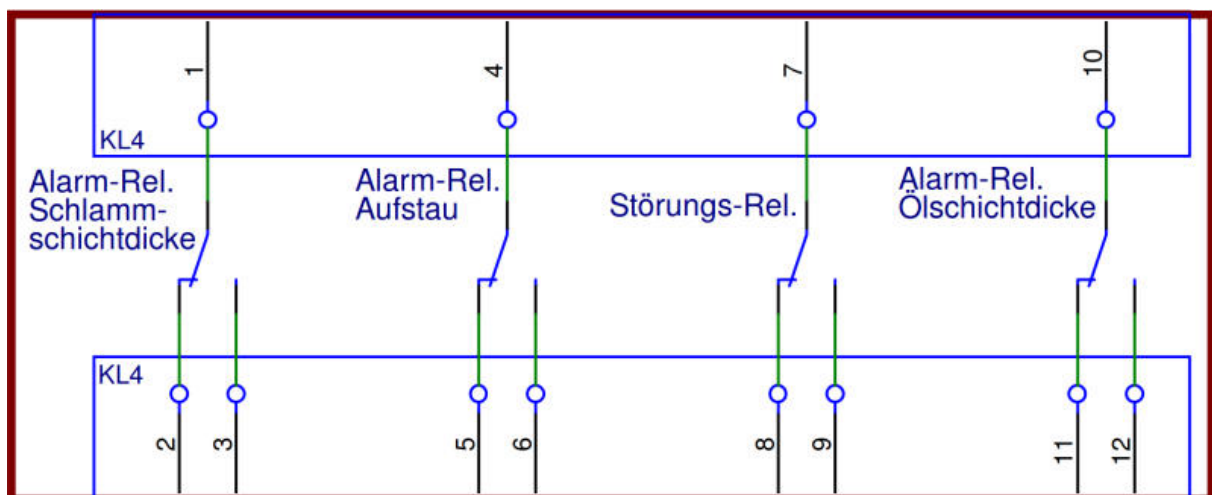 1
4
7
10
KL4
Alarm-Rel.
Schlamm-
schichtdicke
Alarm-Rel.
Aufstau
Störungs-Rel.
Alarm-Rel.
Ölschichtdicke
KL4
2
3
5
6
8
9
11
12